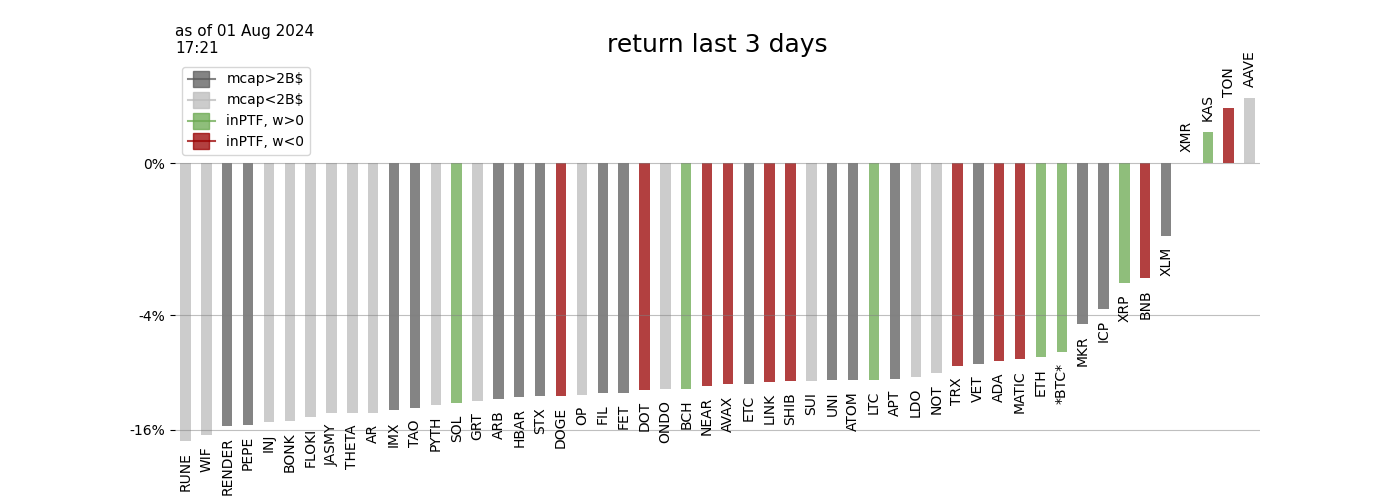 as of 01 Aug 2024
17:21
return last 3 days
mcap>2B$
mcap<2B$
inPTF, w>0
inPTF, w<0
0%
-4%
-16%
RUNE
WIF
RENDER
PEPE
INJ
BONK
FLOKI
JASMY
THETA
AR
IMX
TAO
PYTH
SOL
GRT
ARB
HBAR
STX
DOGE
OP
FIL
FET
DOT
ONDO
BCH
NEAR
AVAX
ETC
LINK
SHIB
SUI
UNI
ATOM
LTC
APT
LDO
NOT
TRX
VET
ADA
MATIC
ETH
*BTC*
MKR
ICP
XRP
BNB
XLM
XMR
KAS
TON
AAVE